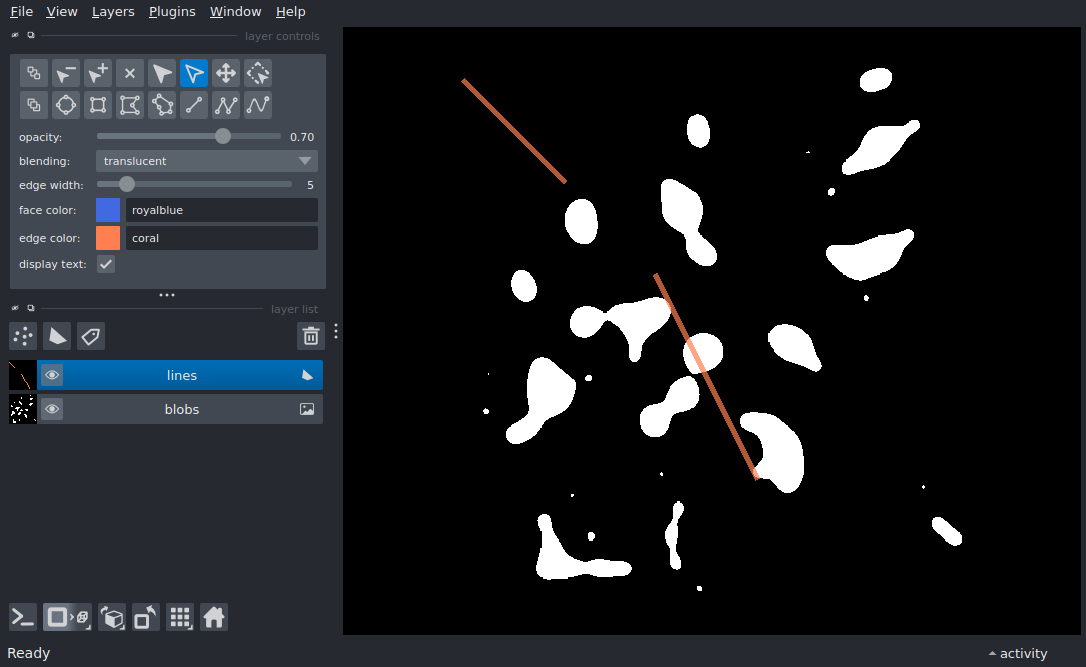 File View Layers Plugins Window Help
layer controls
opacity: 0.70
blending: translucent
edge width: 5
face color: royalblue
edge color: coral
display text:
layer list
lines
blobs
Ready
activity